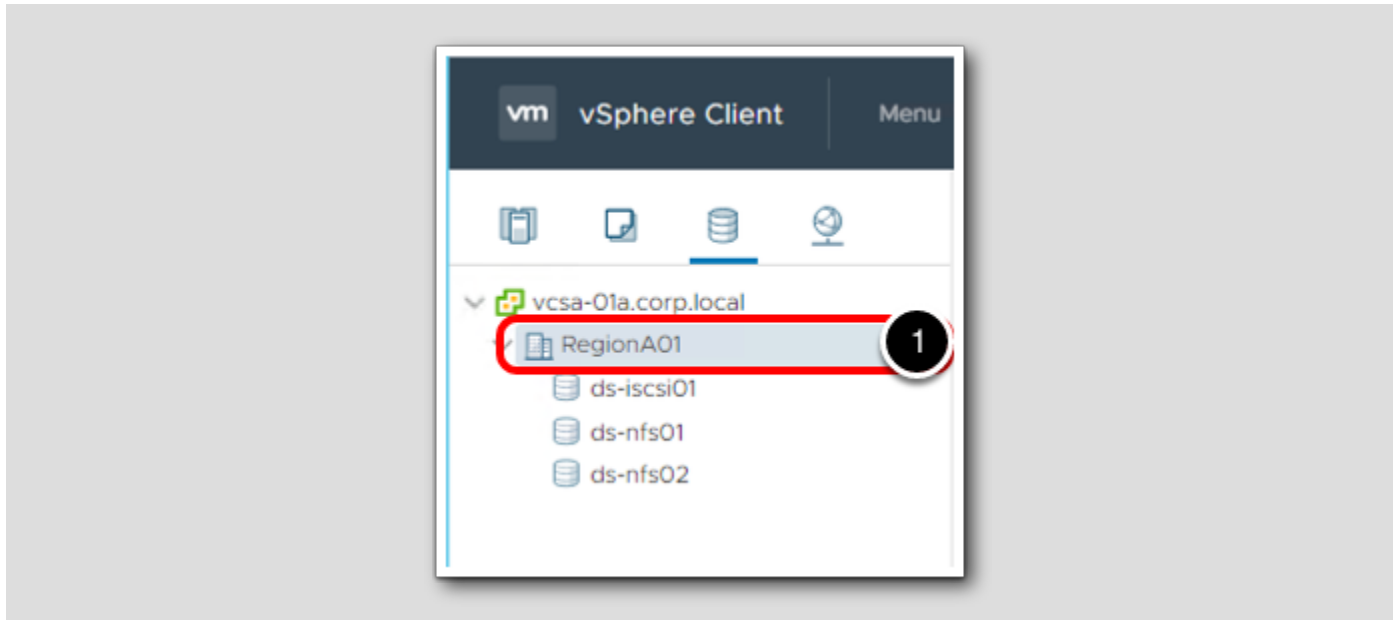 vm vSphere Client Menu
vcsa-01a.corp.local
RegionA01 1
ds-iscsi01
ds-nfs01
ds-nfs02